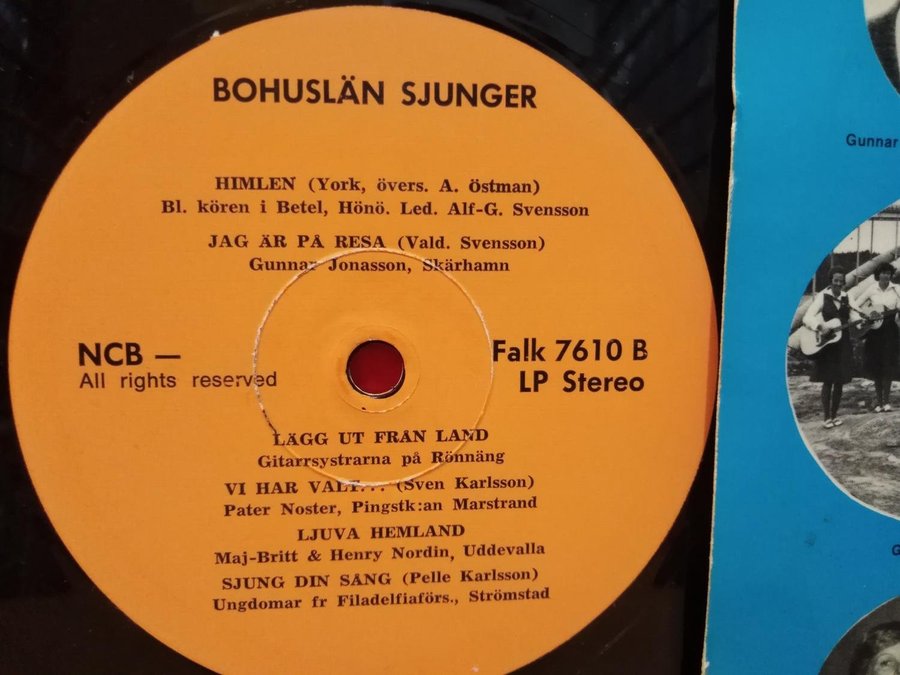 BOHUSLÄN SJUNGER
HIMLEN (York, övers. A. Östman)
Bl. kören i Betel, Hönö. Led. Alf-G. Svensson
JAG ÄR PÅ RESA (Vald. Svensson)
Gunnar Jonasson, Skärhamn
NCB —
All rights reserved
Falk 7610 B
LP Stereo
LÄGG UT FRÅN LAND
Gitarrsystrarna på Rönnäng
VI HAR VALT... (Sven Karlsson)
Pater Noster, Pingstk:an Marstrand
LJUVA HEMLAND
Maj-Britt & Henry Nordin, Uddevalla
SJUNG DIN SÅNG (Pelle Karlsson)
Ungdomar fr Filadelfiaförs., Strömstad
Gunnar
G